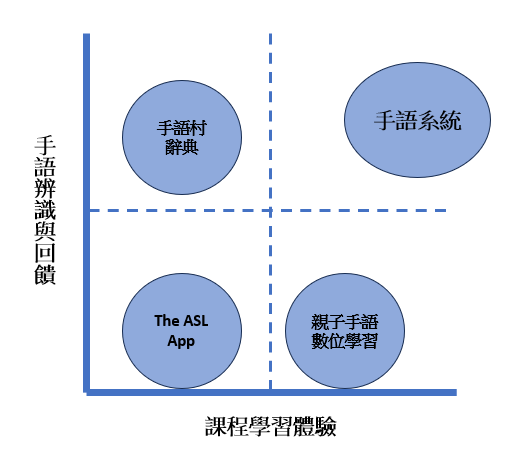 手語辨識與回饋
手語村
辭典
手語系統
The ASL
App
親子手語
數位學習
課程學習體驗